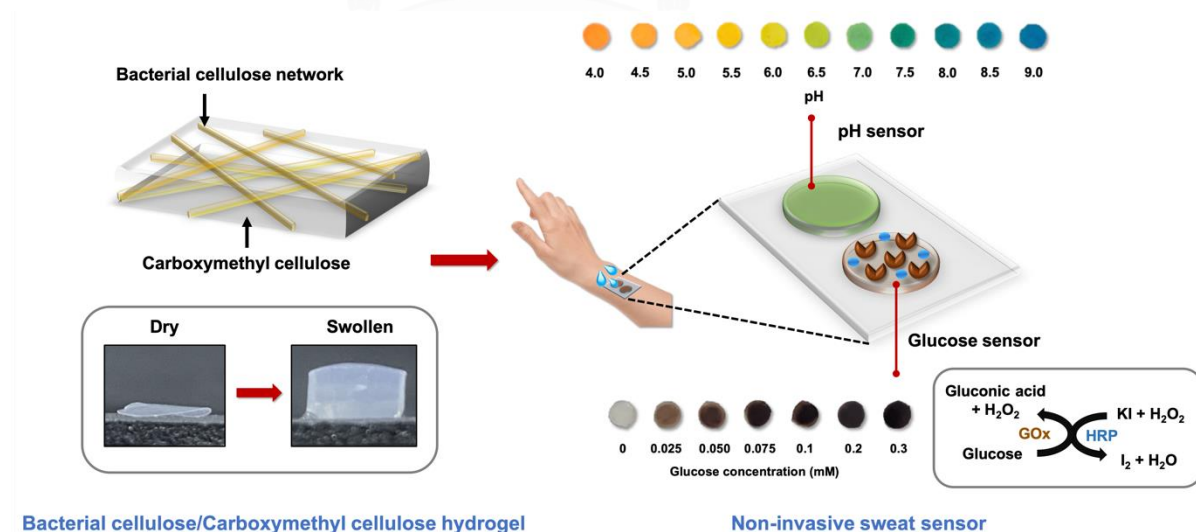 Bacterial cellulose network
Carboxymethyl cellulose
Dry
Swollen
4.0 4.5 5.0 5.5 6.0 6.5 7.0 7.5 8.0 8.5 9.0
pH
pH sensor
Glucose sensor
0 0.025 0.050 0.075 0.1 0.2 0.3
Glucose concentration (mM)
Gluconic acid
+ H₂O₂
KI + H₂O₂
GOx
HRP
Glucose
I₂ + H₂O
Bacterial cellulose/Carboxymethyl cellulose hydrogel
Non-invasive sweat sensor